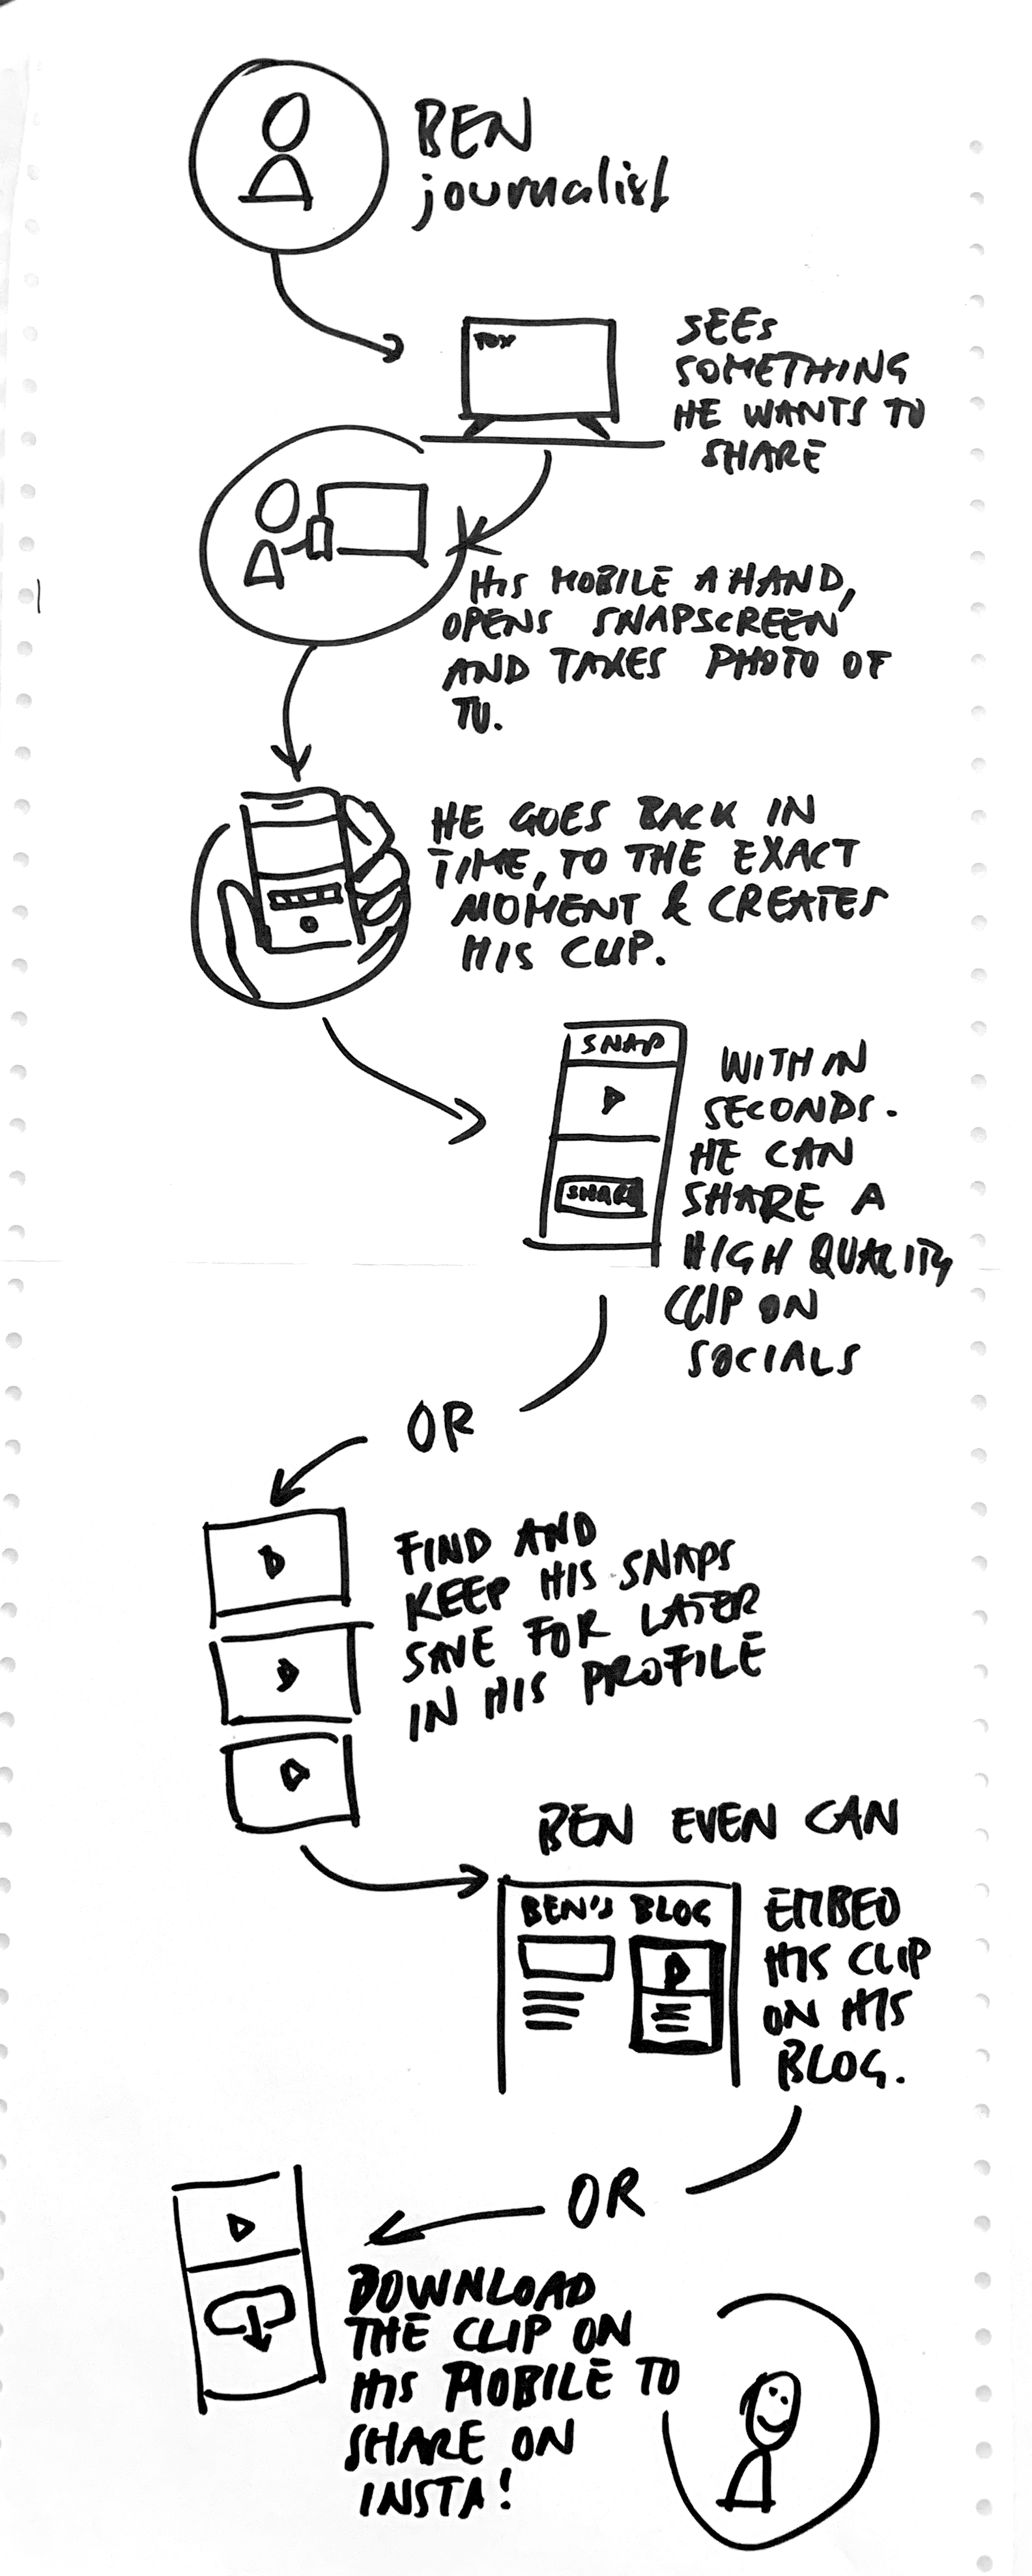 BEN
journalist
FOX
SEES
SOMETHING
HE WANTS TO
SHARE
HIS MOBILE A HAND,
OPENS SNAPSCREEN
AND TAKES PHOTO OF
TV.
HE GOES BACK IN
TIME, TO THE EXACT
MOMENT & CREATES
HIS CLIP.
SNAP
SHARE
WITHIN
SECONDS.
HE CAN
SHARE A
HIGH QUALITY
CLIP ON
SOCIALS
OR
FIND AND
KEEP HIS SNAPS
SAVE FOR LATER
IN HIS PROFILE
BEN EVEN CAN
BEN'S BLOG
EMBED
HIS CLIP
ON HIS
BLOG.
OR
DOWNLOAD
THE CLIP ON
HIS MOBILE TO
SHARE ON
INSTA!